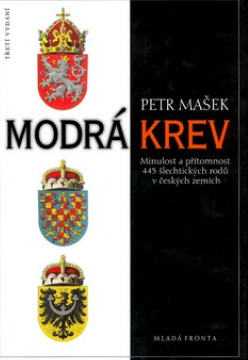 TŘETÍ VYDÁNÍ
PETR MAŠEK
MODRÁ KREV
Minulost a přítomnost
445 šlechtických rodů
v českých zemích
MLADÁ FRONTA